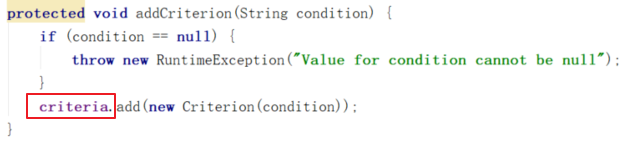 protected void addCriterion(String condition) {
if (condition == null) {
throw new RuntimeException("Value for condition cannot be null");
}
criteria.add(new Criterion(condition));
}